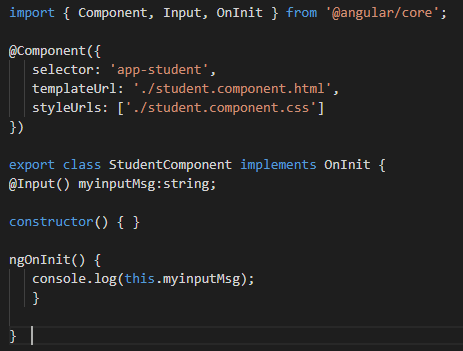 import { Component, Input, OnInit } from '@angular/core';
@Component({
selector: 'app-student',
templateUrl: './student.component.html',
styleUrls: ['./student.component.css']
})
export class StudentComponent implements OnInit {
@Input() myinputMsg:string;
constructor() { }
ngOnInit() {
console.log(this.myinputMsg);
}
}